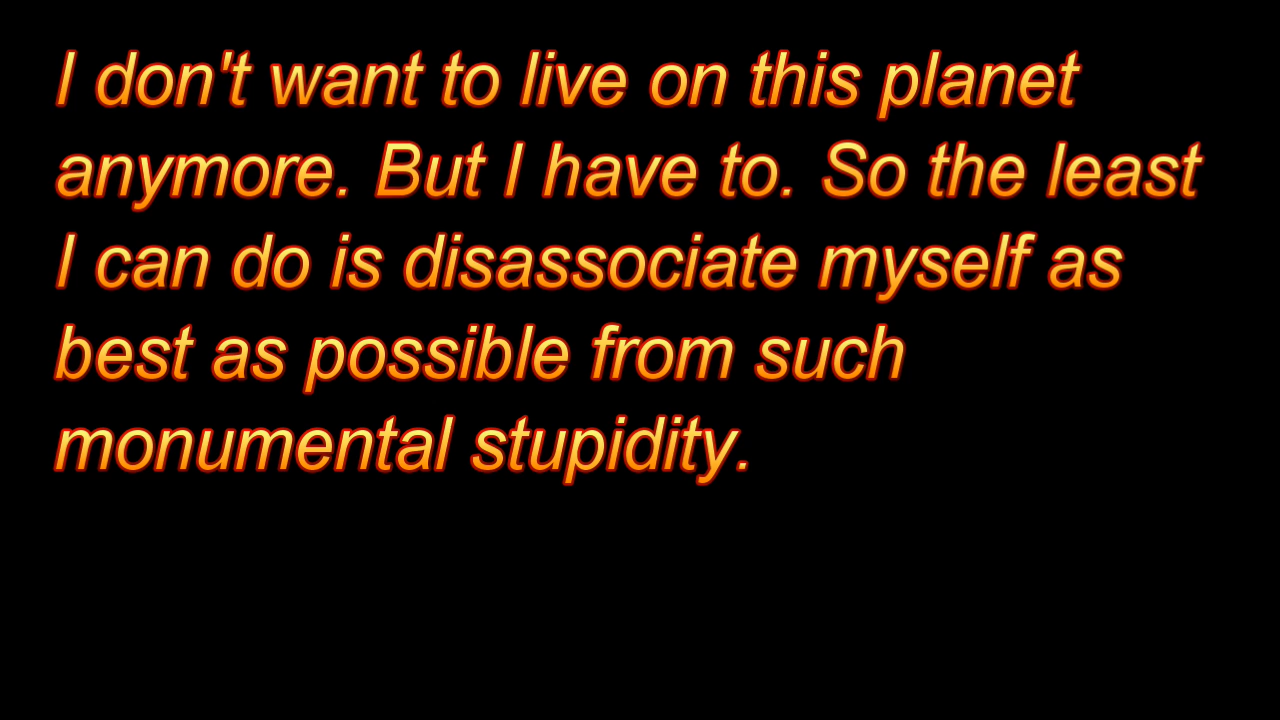 I don't want to live on this planet
anymore. But I have to. So the least
I can do is disassociate myself as
best as possible from such
monumental stupidity.